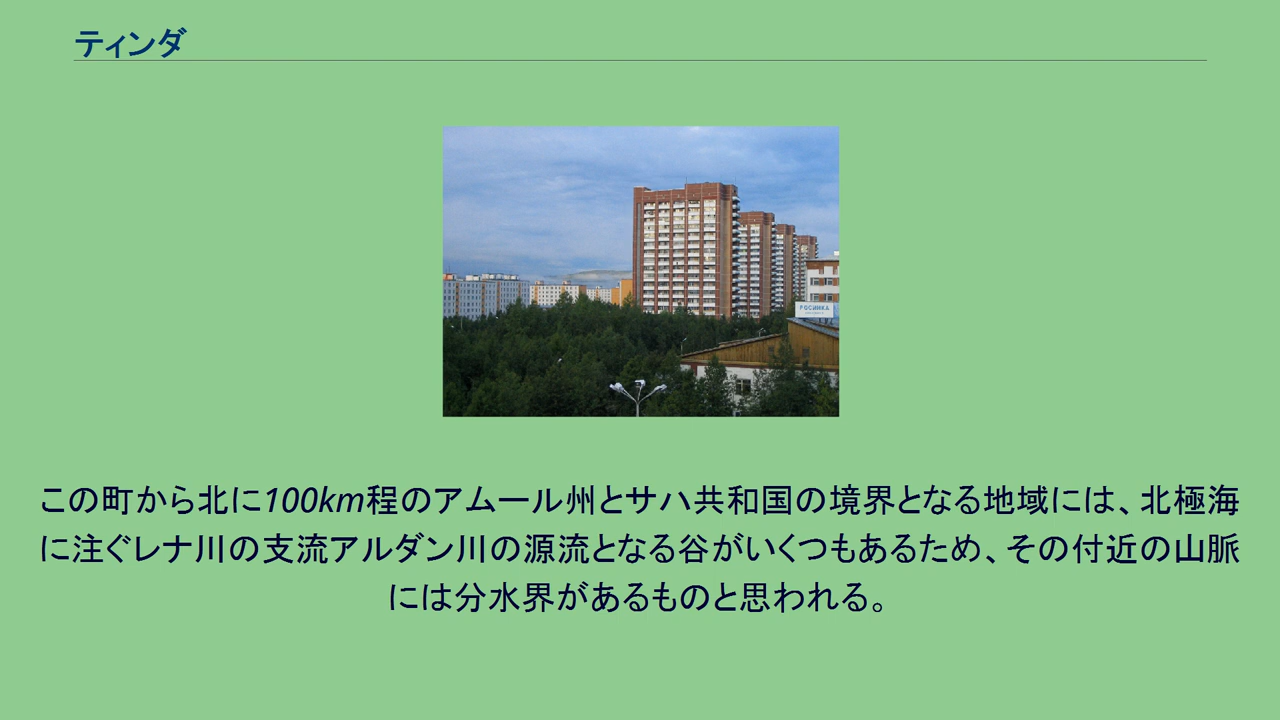 ティンダ
РОСИНКА
この町から北に100km程のアムール州とサハ共和国の境界となる地域には、北極海
に注ぐレナ川の支流アルダン川の源流となる谷がいくつもあるため、その付近の山脈
には分水界があるものと思われる。